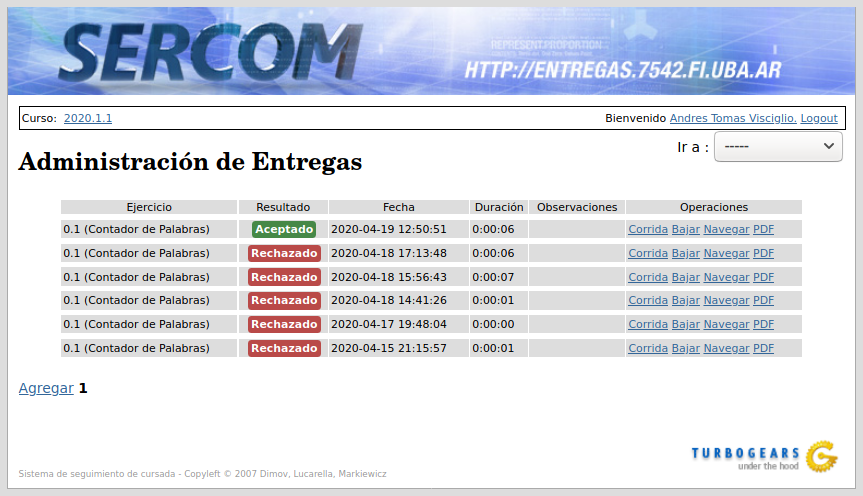 SERCOM
REPRESENT:PROPORTION
HTTP://ENTREGAS.7542.FI.UBA.AR
Curso: 2020.1.1 Bienvenido Andres Tomas Visciglio. Logout
Ir a : -----
Administración de Entregas
Ejercicio Resultado Fecha Duración Observaciones Operaciones
0.1 (Contador de Palabras) Aceptado 2020-04-19 12:50:51 0:00:06 Corrida Bajar Navegar PDF
0.1 (Contador de Palabras) Rechazado 2020-04-18 17:13:48 0:00:06 Corrida Bajar Navegar PDF
0.1 (Contador de Palabras) Rechazado 2020-04-18 15:56:43 0:00:07 Corrida Bajar Navegar PDF
0.1 (Contador de Palabras) Rechazado 2020-04-18 14:41:26 0:00:01 Corrida Bajar Navegar PDF
0.1 (Contador de Palabras) Rechazado 2020-04-17 19:48:04 0:00:00 Corrida Bajar Navegar PDF
0.1 (Contador de Palabras) Rechazado 2020-04-15 21:15:57 0:00:01 Corrida Bajar Navegar PDF
Agregar 1
TURBOGEARS
under the hood
Sistema de seguimiento de cursada - Copyleft © 2007 Dimov, Lucarella, Markiewicz